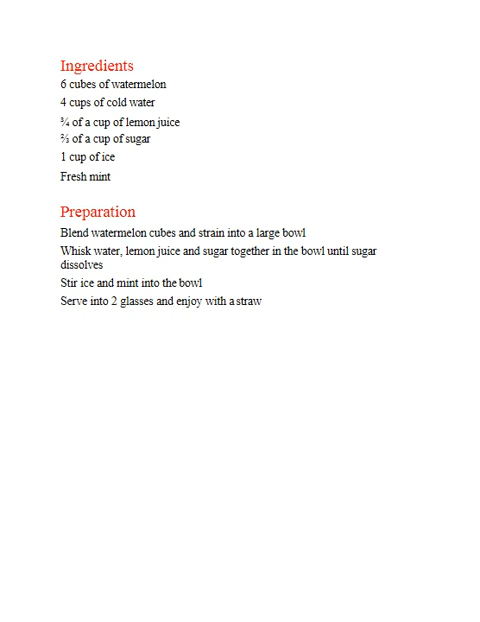 Ingredients
6 cubes of watermelon
4 cups of cold water
¾ of a cup of lemon juice
⅔ of a cup of sugar
1 cup of ice
Fresh mint
Preparation
Blend watermelon cubes and strain into a large bowl
Whisk water, lemon juice and sugar together in the bowl until sugar
dissolves
Stir ice and mint into the bowl
Serve into 2 glasses and enjoy with a straw